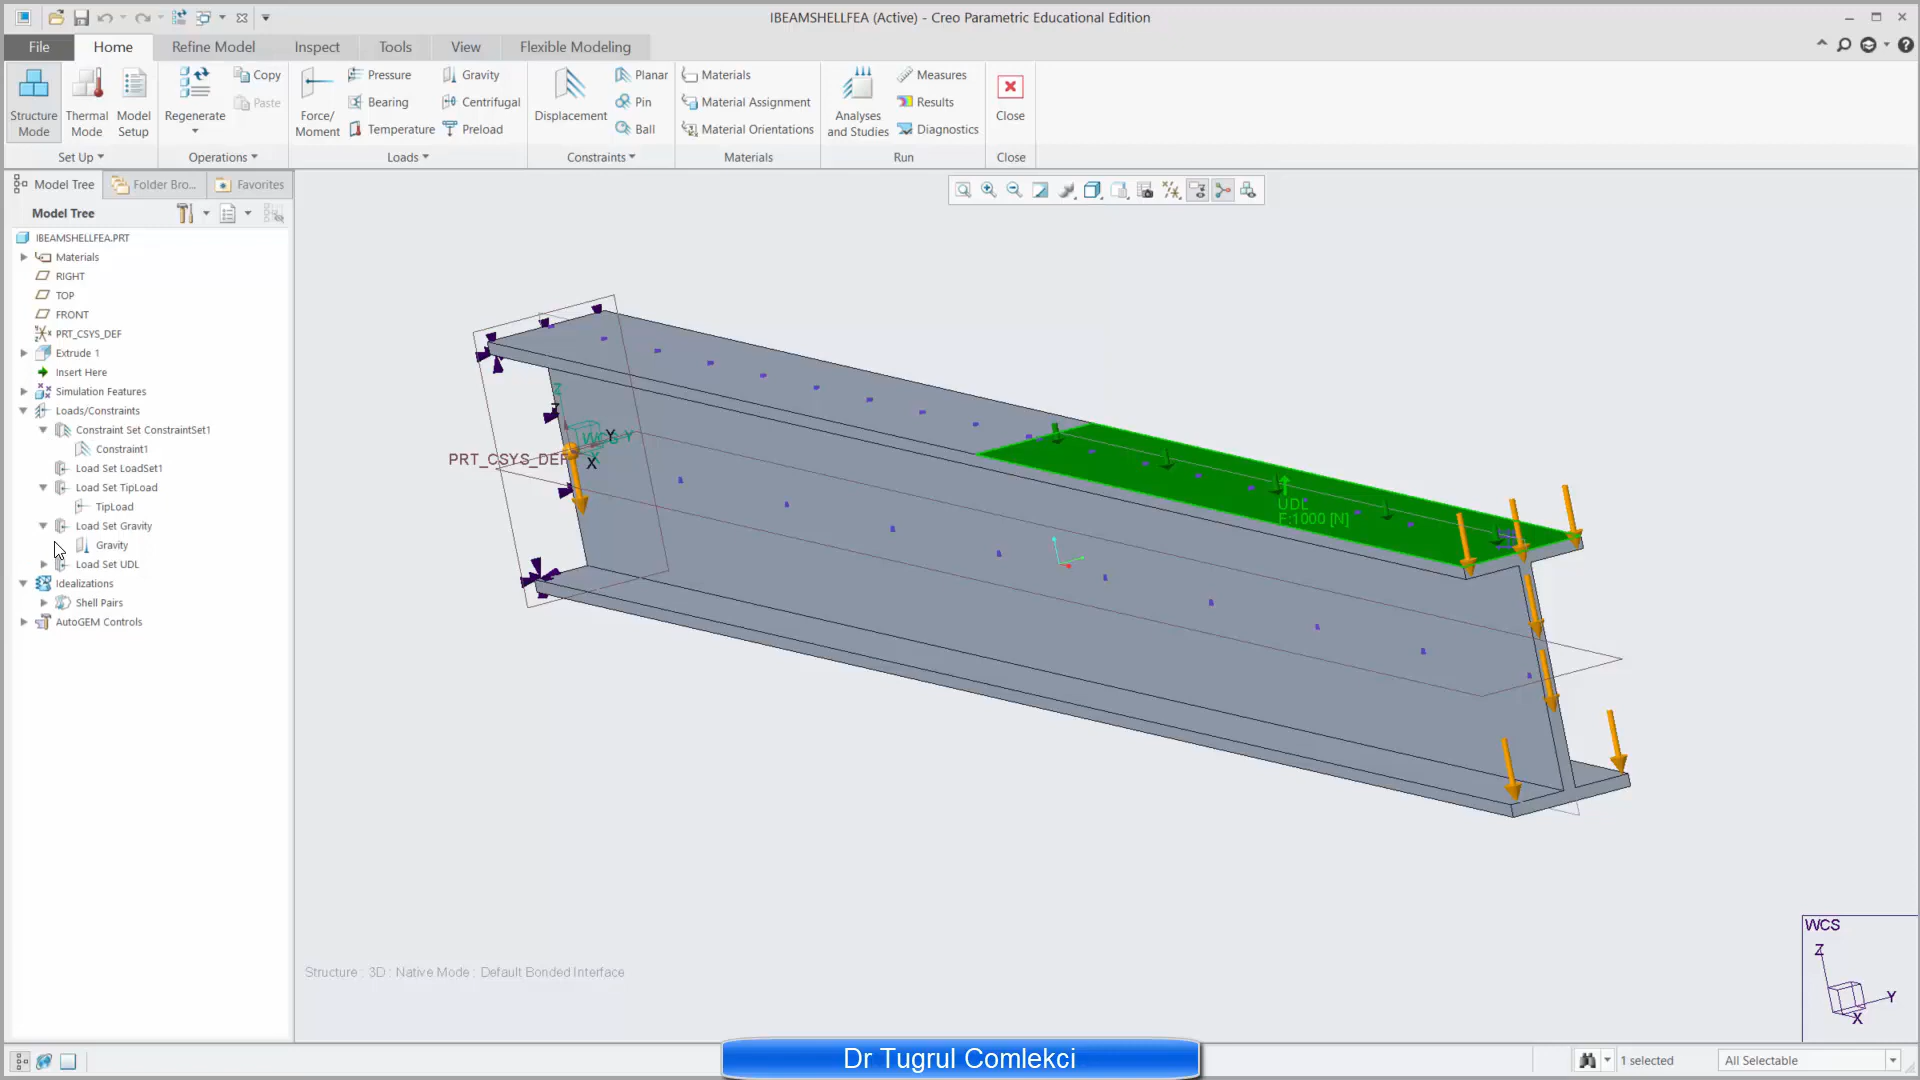 IBEAMSHELLFEA (Active) - Creo Parametric Educational Edition
File Home Refine Model Inspect Tools View Flexible Modeling
Structure Mode
Thermal Mode
Model Setup
Set Up
Regenerate
Copy
Paste
Operations
Force/ Moment
Pressure
Bearing
Temperature
Gravity
Centrifugal
Preload
Loads
Displacement
Planar
Pin
Ball
Constraints
Materials
Material Assignment
Material Orientations
Materials
Analyses and Studies
Measures
Results
Diagnostics
Run
Close
Close
Model Tree Folder Bro... Favorites
Model Tree
IBEAMSHELLFEA.PRT
Materials
RIGHT
TOP
FRONT
PRT_CSYS_DEF
Extrude 1
Insert Here
Simulation Features
Loads/Constraints
Constraint Set ConstraintSet1
Constraint1
Load Set LoadSet1
Load Set TipLoad
TipLoad
Load Set Gravity
Gravity
Load Set UDL
Idealizations
Shell Pairs
AutoGEM Controls
Z
Z
WCS Y
Y
X
X
PRT_CSYS_DEF
UDL
F:1000 [N]
WCS
Z
Y
X
Structure : 3D : Native Mode : Default Bonded Interface
Dr Tugrul Comlekci
1 selected
All Selectable